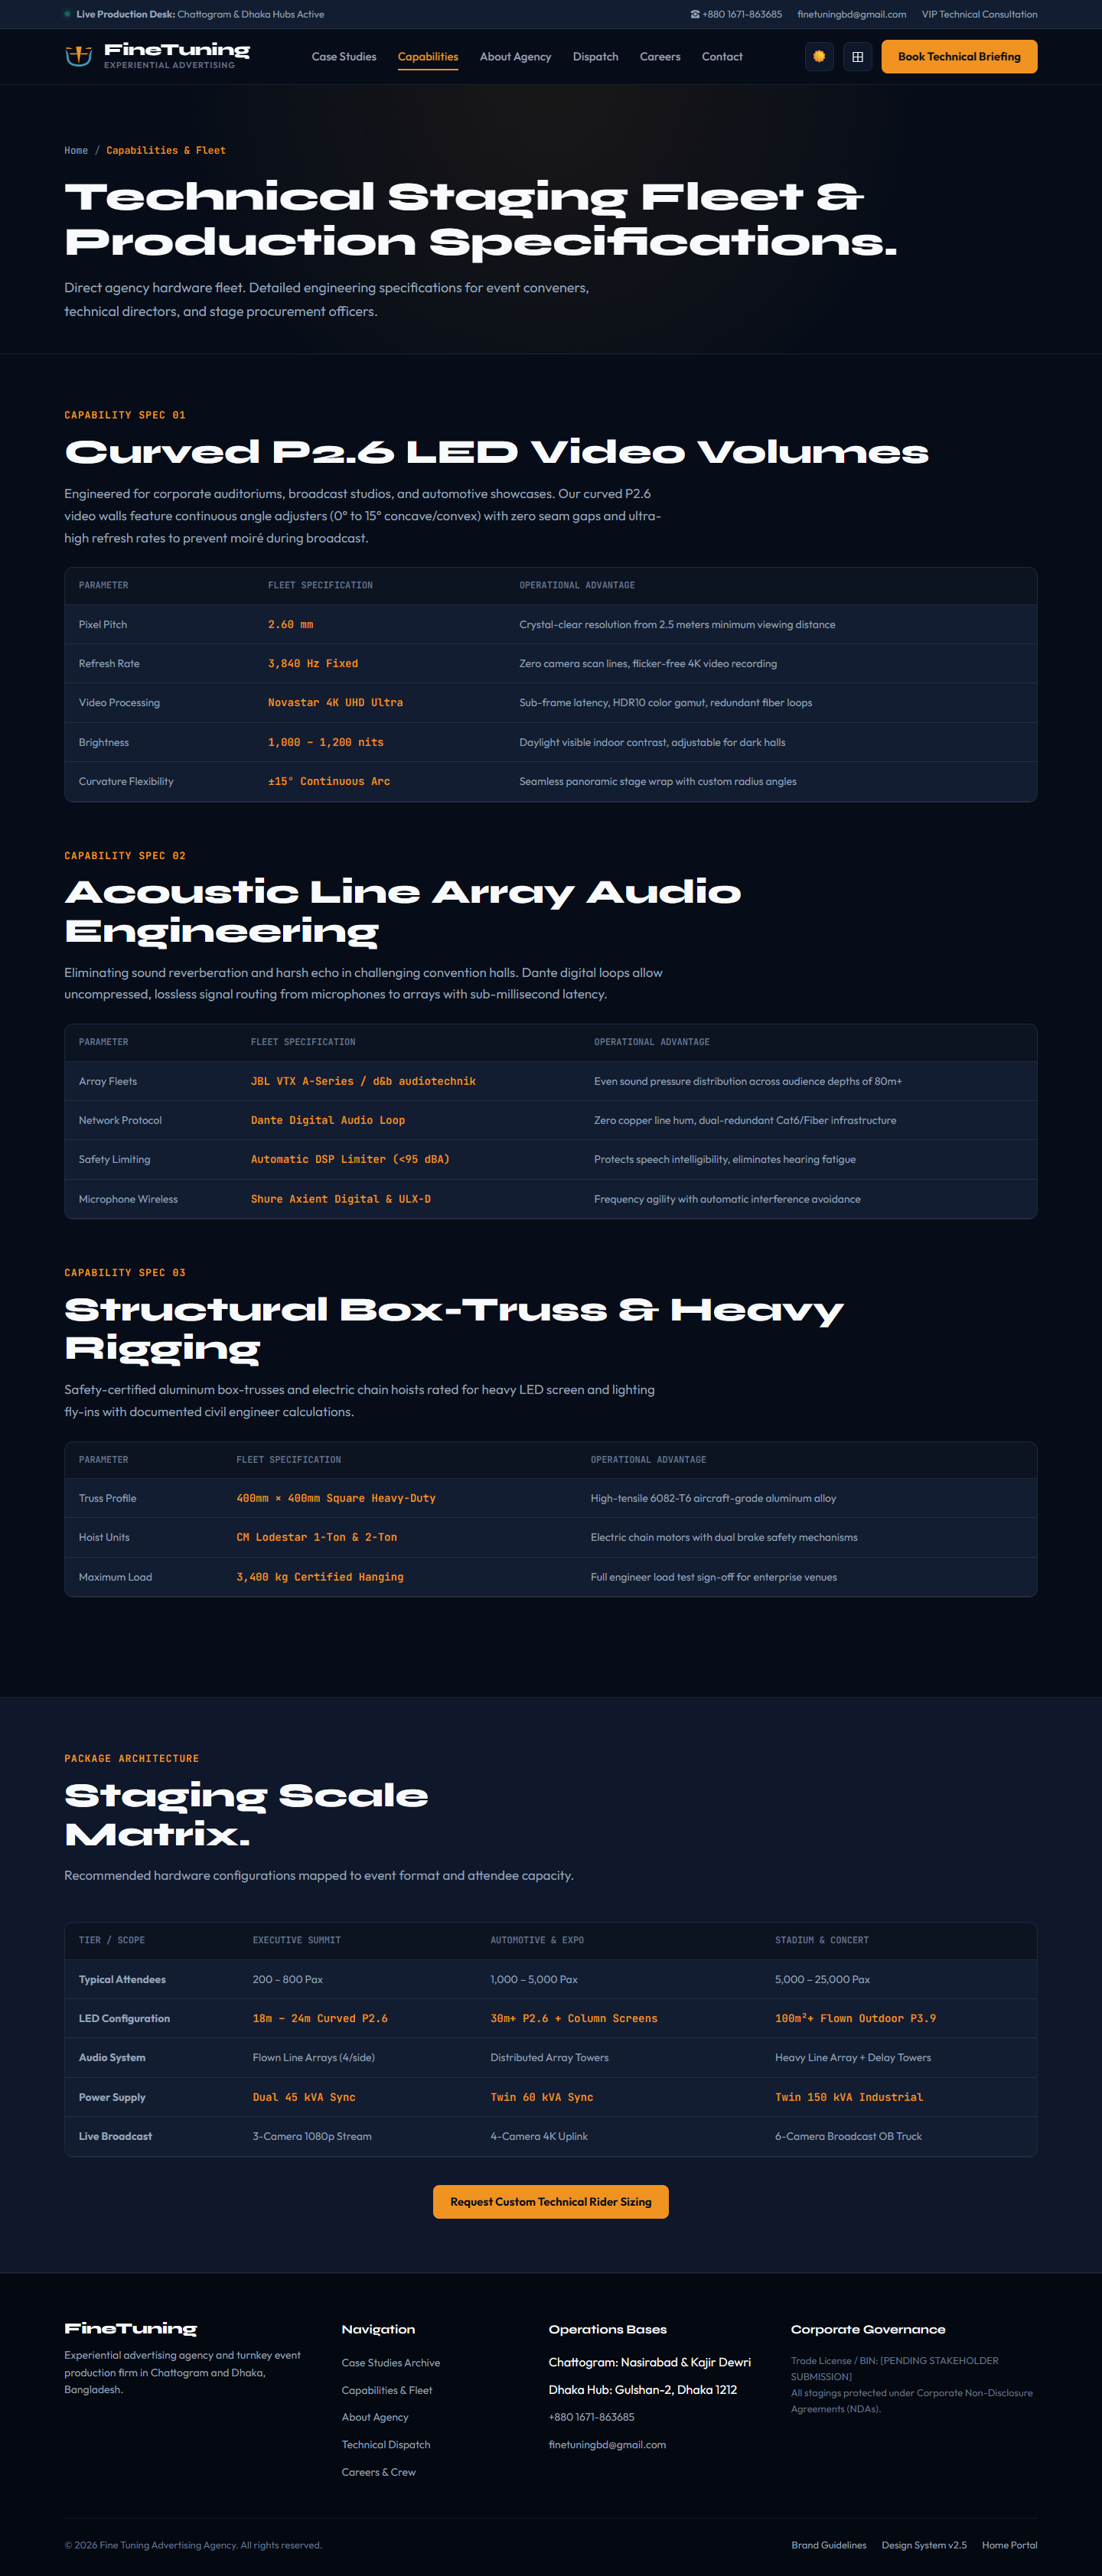 Live Production Desk: Chattogram & Dhaka Hubs Active
☎ +880 1671-863685
finetuningbd@gmail.com
VIP Technical Consultation
FineTuning
EXPERIENTIAL ADVERTISING
Case Studies
Capabilities
About Agency
Dispatch
Careers
Contact
Book Technical Briefing
Home / Capabilities & Fleet
Technical Staging Fleet &
Production Specifications.
Direct agency hardware fleet. Detailed engineering specifications for event conveners,
technical directors, and stage procurement officers.
CAPABILITY SPEC 01
Curved P2.6 LED Video Volumes
Engineered for corporate auditoriums, broadcast studios, and automotive showcases. Our curved P2.6
video walls feature continuous angle adjusters (0° to 15° concave/convex) with zero seam gaps and ultra-
high refresh rates to prevent moiré during broadcast.
PARAMETER FLEET SPECIFICATION OPERATIONAL ADVANTAGE
Pixel Pitch 2.60 mm Crystal-clear resolution from 2.5 meters minimum viewing distance
Refresh Rate 3,840 Hz Fixed Zero camera scan lines, flicker-free 4K video recording
Video Processing Novastar 4K UHD Ultra Sub-frame latency, HDR10 color gamut, redundant fiber loops
Brightness 1,000 – 1,200 nits Daylight visible indoor contrast, adjustable for dark halls
Curvature Flexibility ±15° Continuous Arc Seamless panoramic stage wrap with custom radius angles
CAPABILITY SPEC 02
Acoustic Line Array Audio
Engineering
Eliminating sound reverberation and harsh echo in challenging convention halls. Dante digital loops allow
uncompressed, lossless signal routing from microphones to arrays with sub-millisecond latency.
PARAMETER FLEET SPECIFICATION OPERATIONAL ADVANTAGE
Array Fleets JBL VTX A-Series / d&b audiotechnik Even sound pressure distribution across audience depths of 80m+
Network Protocol Dante Digital Audio Loop Zero copper line hum, dual-redundant Cat6/Fiber infrastructure
Safety Limiting Automatic DSP Limiter (<95 dBA) Protects speech intelligibility, eliminates hearing fatigue
Microphone Wireless Shure Axient Digital & ULX-D Frequency agility with automatic interference avoidance
CAPABILITY SPEC 03
Structural Box-Truss & Heavy
Rigging
Safety-certified aluminum box-trusses and electric chain hoists rated for heavy LED screen and lighting
fly-ins with documented civil engineer calculations.
PARAMETER FLEET SPECIFICATION OPERATIONAL ADVANTAGE
Truss Profile 400mm × 400mm Square Heavy-Duty High-tensile 6082-T6 aircraft-grade aluminum alloy
Hoist Units CM Lodestar 1-Ton & 2-Ton Electric chain motors with dual brake safety mechanisms
Maximum Load 3,400 kg Certified Hanging Full engineer load test sign-off for enterprise venues
PACKAGE ARCHITECTURE
Staging Scale
Matrix.
Recommended hardware configurations mapped to event format and attendee capacity.
TIER / SCOPE EXECUTIVE SUMMIT AUTOMOTIVE & EXPO STADIUM & CONCERT
Typical Attendees 200 – 800 Pax 1,000 – 5,000 Pax 5,000 – 25,000 Pax
LED Configuration 18m – 24m Curved P2.6 30m+ P2.6 + Column Screens 100m²+ Flown Outdoor P3.9
Audio System Flown Line Arrays (4/side) Distributed Array Towers Heavy Line Array + Delay Towers
Power Supply Dual 45 kVA Sync Twin 60 kVA Sync Twin 150 kVA Industrial
Live Broadcast 3-Camera 1080p Stream 4-Camera 4K Uplink 6-Camera Broadcast OB Truck
Request Custom Technical Rider Sizing
FineTuning
Experiential advertising agency and turnkey event
production firm in Chattogram and Dhaka,
Bangladesh.
Navigation
Case Studies Archive
Capabilities & Fleet
About Agency
Technical Dispatch
Careers & Crew
Operations Bases
Chattogram: Nasirabad & Kajir Dewri
Dhaka Hub: Gulshan-2, Dhaka 1212
+880 1671-863685
finetuningbd@gmail.com
Corporate Governance
Trade License / BIN: [PENDING STAKEHOLDER
SUBMISSION]
All stagings protected under Corporate Non-Disclosure
Agreements (NDAs).
© 2026 Fine Tuning Advertising Agency. All rights reserved.
Brand Guidelines
Design System v2.5
Home Portal